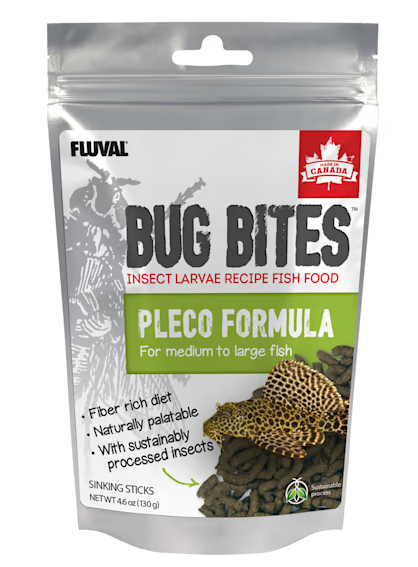 FLUVAL®
MADE IN
CANADA
BUG BITES™
INSECT LARVAE RECIPE FISH FOOD
PLECO FORMULA
For medium to large fish
• Fiber rich diet
• Naturally palatable
• With sustainably
processed insects
SINKING STICKS
NET WT 4.6 oz (130 g)
Sustainable
process